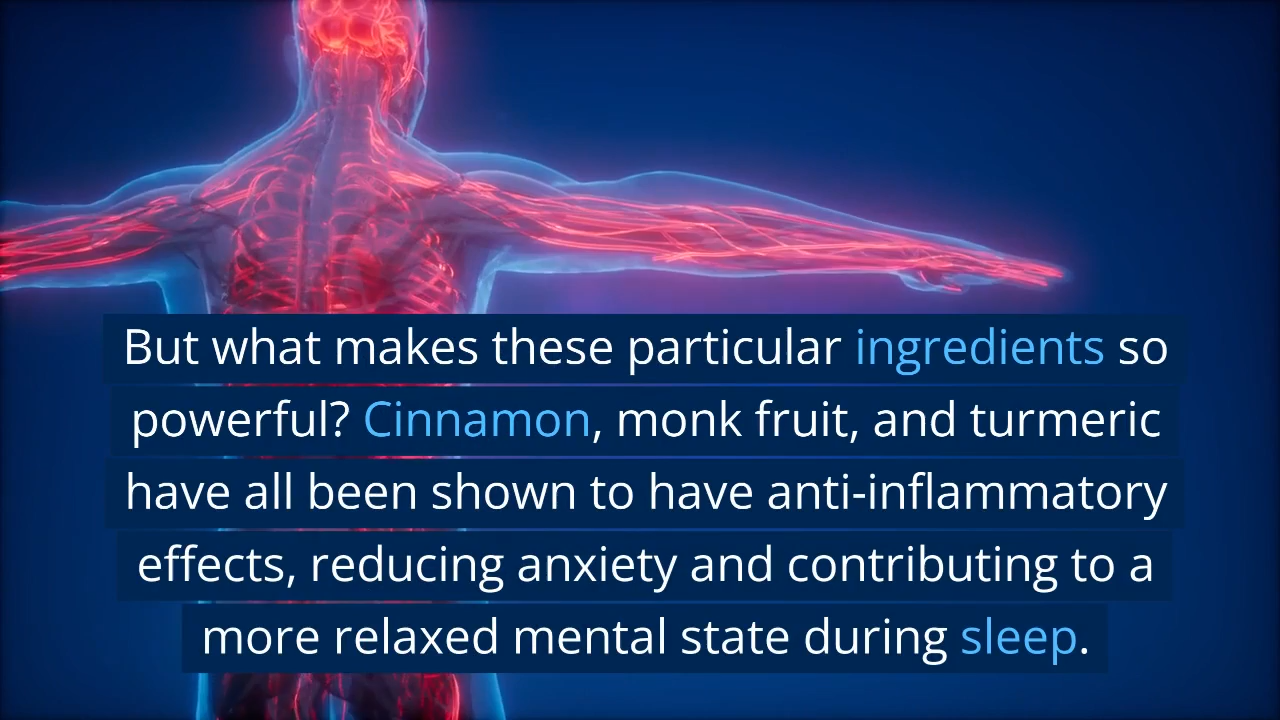 But what makes these particular ingredients so
powerful? Cinnamon, monk fruit, and turmeric
have all been shown to have anti-inflammatory
effects, reducing anxiety and contributing to a
more relaxed mental state during sleep.